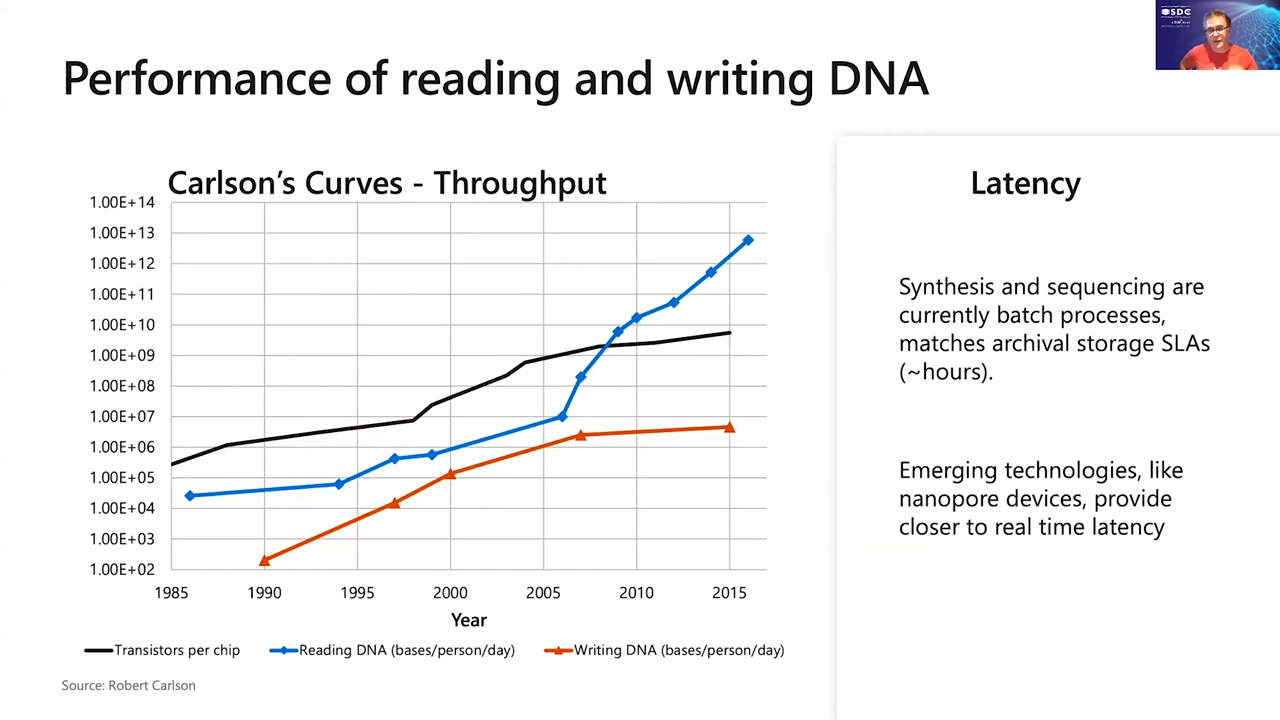 SDC
Performance of reading and writing DNA
Carlson's Curves - Throughput
1.00E+14
1.00E+13
1.00E+12
1.00E+11
1.00E+10
1.00E+09
1.00E+08
1.00E+07
1.00E+06
1.00E+05
1.00E+04
1.00E+03
1.00E+02
1985 1990 1995 2000 2005 2010 2015
Year
Transistors per chip Reading DNA (bases/person/day) Writing DNA (bases/person/day)
Source: Robert Carlson
Latency
Synthesis and sequencing are
currently batch processes,
matches archival storage SLAs
(~hours).
Emerging technologies, like
nanopore devices, provide
closer to real time latency